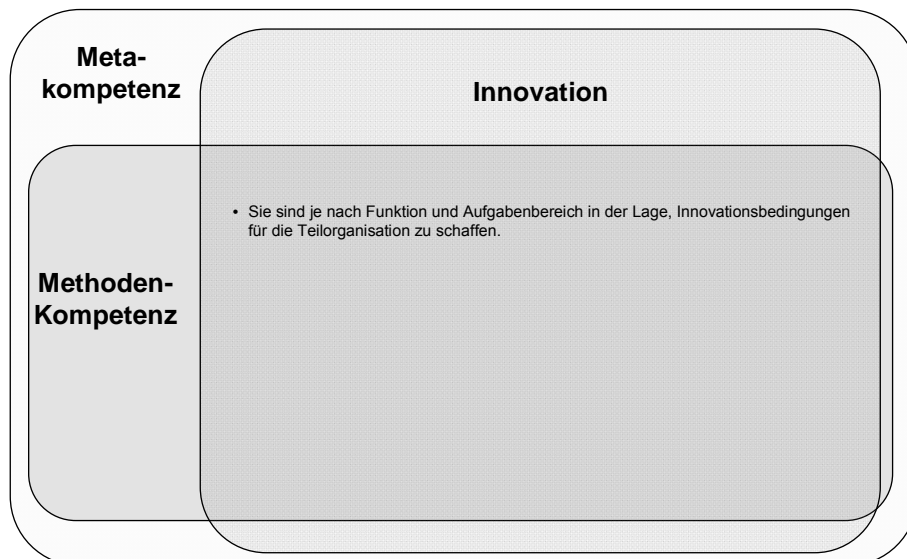 Meta-
kompetenz
Innovation
• Sie sind je nach Funktion und Aufgabenbereich in der Lage, Innovationsbedingungen
für die Teilorganisation zu schaffen.
Methoden-
Kompetenz